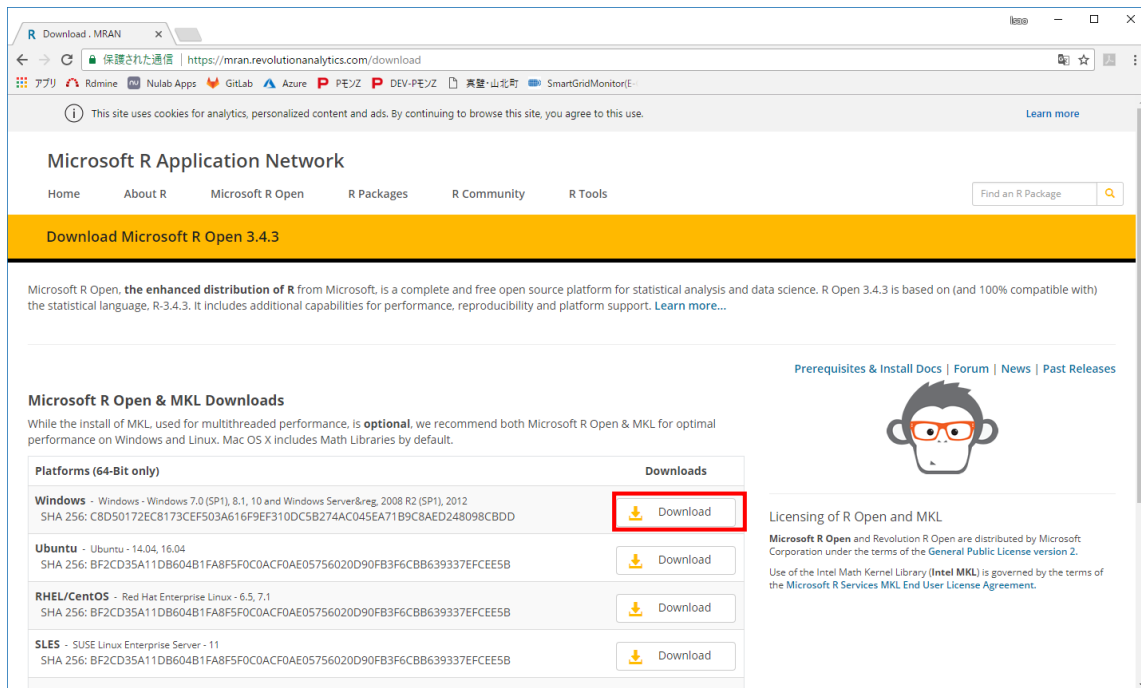 Download . MRAN
保護された通信 | https://mran.revolutionanalytics.com/download
アプリ Rdmine Nulab Apps GitLab Azure PモンZ DEV-PモンZ 真壁・山北町 SmartGridMonitor(E
This site uses cookies for analytics, personalized content and ads. By continuing to browse this site, you agree to this use. Learn more
Microsoft R Application Network
Home About R Microsoft R Open R Packages R Community R Tools Find an R Package
Download Microsoft R Open 3.4.3
Microsoft R Open, the enhanced distribution of R from Microsoft, is a complete and free open source platform for statistical analysis and data science. R Open 3.4.3 is based on (and 100% compatible with)
the statistical language, R-3.4.3. It includes additional capabilities for performance, reproducibility and platform support. Learn more...
Prerequisites & Install Docs | Forum | News | Past Releases
Microsoft R Open & MKL Downloads
While the install of MKL, used for multithreaded performance, is optional, we recommend both Microsoft R Open & MKL for optimal
performance on Windows and Linux. Mac OS X includes Math Libraries by default.
Platforms (64-Bit only) Downloads
Windows - Windows - Windows 7.0 (SP1), 8.1, 10 and Windows Server&reg, 2008 R2 (SP1), 2012
SHA 256: C8D50172EC8173CEF503A616F9EF310DC5B274AC045EA71B9C8AED248098CBDD
Download
Ubuntu - Ubuntu - 14.04, 16.04
SHA 256: BF2CD35A11DB604B1FA8F5F0C0ACF0AE05756020D90FB3F6CBB639337EFCEE5B
Download
RHEL/CentOS - Red Hat Enterprise Linux - 6.5, 7.1
SHA 256: BF2CD35A11DB604B1FA8F5F0C0ACF0AE05756020D90FB3F6CBB639337EFCEE5B
Download
SLES - SUSE Linux Enterprise Server - 11
SHA 256: BF2CD35A11DB604B1FA8F5F0C0ACF0AE05756020D90FB3F6CBB639337EFCEE5B
Download
Licensing of R Open and MKL
Microsoft R Open and Revolution R Open are distributed by Microsoft
Corporation under the terms of the General Public License version 2.
Use of the Intel Math Kernel Library (Intel MKL) is governed by the terms of
the Microsoft R Services MKL End User License Agreement.